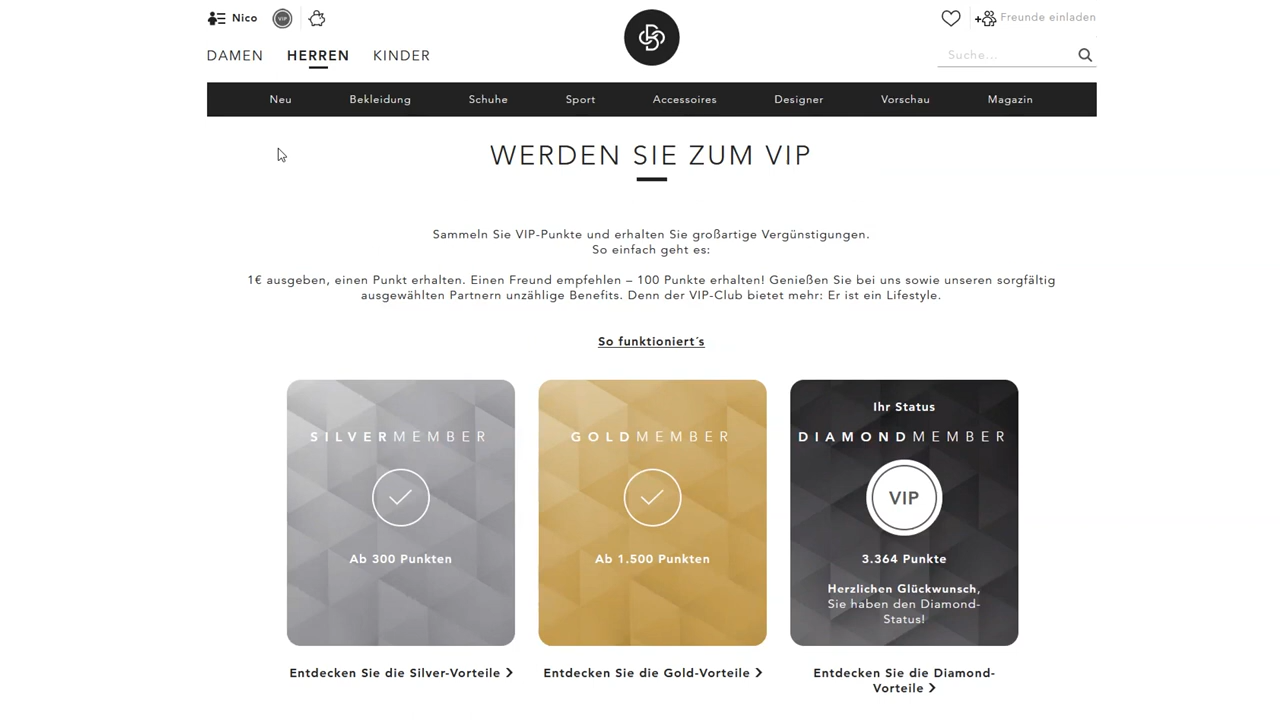 Nico
VIP
Freunde einladen
DAMEN
HERREN
KINDER
Suche...
Neu
Bekleidung
Schuhe
Sport
Accessoires
Designer
Vorschau
Magazin
WERDEN SIE ZUM VIP
Sammeln Sie VIP-Punkte und erhalten Sie großartige Vergünstigungen.
So einfach geht es:
1€ ausgeben, einen Punkt erhalten. Einen Freund empfehlen – 100 Punkte erhalten! Genießen Sie bei uns sowie unseren sorgfältig
ausgewählten Partnern unzählige Benefits. Denn der VIP-Club bietet mehr: Er ist ein Lifestyle.
So funktioniert´s
SILVERMEMBER
Ab 300 Punkten
GOLDMEMBER
Ab 1.500 Punkten
Ihr Status
DIAMONDMEMBER
VIP
3.364 Punkte
Herzlichen Glückwunsch,
Sie haben den Diamond-
Status!
Entdecken Sie die Silver-Vorteile
Entdecken Sie die Gold-Vorteile
Entdecken Sie die Diamond-
Vorteile